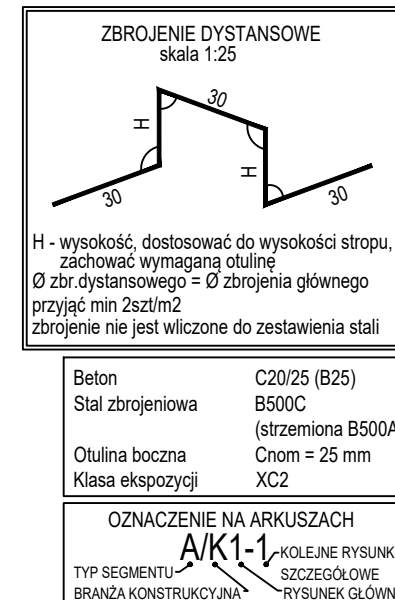 ZBROJENIE DYSTANSOWE
skala 1:25
30
H
H
30
30
H - wysokość, dostosować do wysokości stropu,
zachować wymaganą otulinę
Ø zbr.dystansowego = Ø zbrojenia głównego
przyjąć min 2szt/m2
zbrojenie nie jest wliczone do zestawienia stali
Beton C20/25 (B25)
Stal zbrojeniowa B500C
(strzemiona B500A
Otulina boczna Cnom = 25 mm
Klasa ekspozycji XC2
OZNACZENIE NA ARKUSZACH
A/K1-1
KOLEJNE RYSUNK
TYP SEGMENTU SZCZEGÓŁOWE
BRANŻA KONSTRUKCYJNA RYSUNEK GŁÓWN